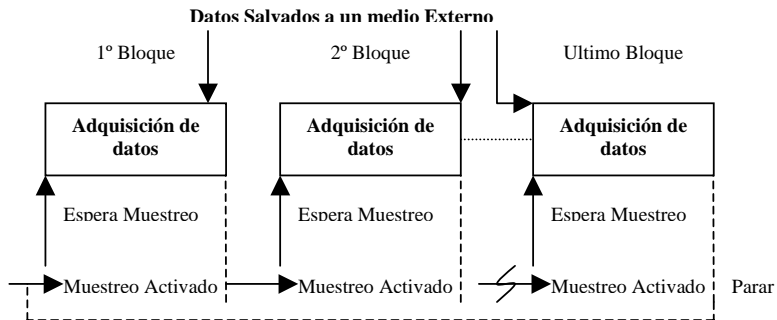 Datos Salvados a un medio Externo
1º Bloque
2º Bloque
Ultimo Bloque
Adquisición de
datos
Adquisición de
datos
Adquisición de
datos
Espera Muestreo
Espera Muestreo
Espera Muestreo
Muestreo Activado
Muestreo Activado
Muestreo Activado
Parar